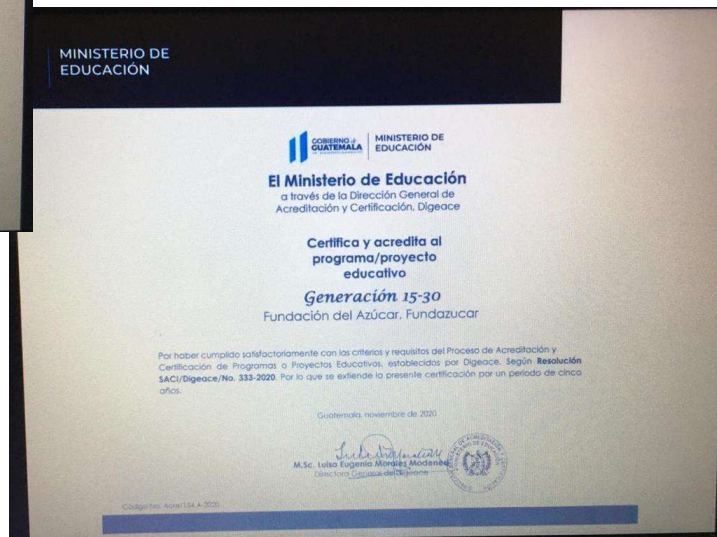 MINISTERIO DE
EDUCACIÓN
GOBIERNO de
GUATEMALA
MINISTERIO DE
EDUCACIÓN
El Ministerio de Educación
a través de la Dirección General de
Acreditación y Certificación, Digeace
Certifica y acredita al
programa/proyecto
educativo
Generación 15-30
Fundación del Azúcar, Fundazucar
Por haber cumplido satisfactoriamente con los criterios y requisitos del Proceso de Acreditación y
Certificación de Programas o Proyectos Educativos, establecidos por Digeace. Según Resolución
SACI/Digeace/No. 333-2020. Por lo que se extiende la presente certificación por un período de cinco
años.
Guatemala, noviembre de 2020
M.Sc. Luisa Eugenia Morales
Directora General de Digeace
Código No.